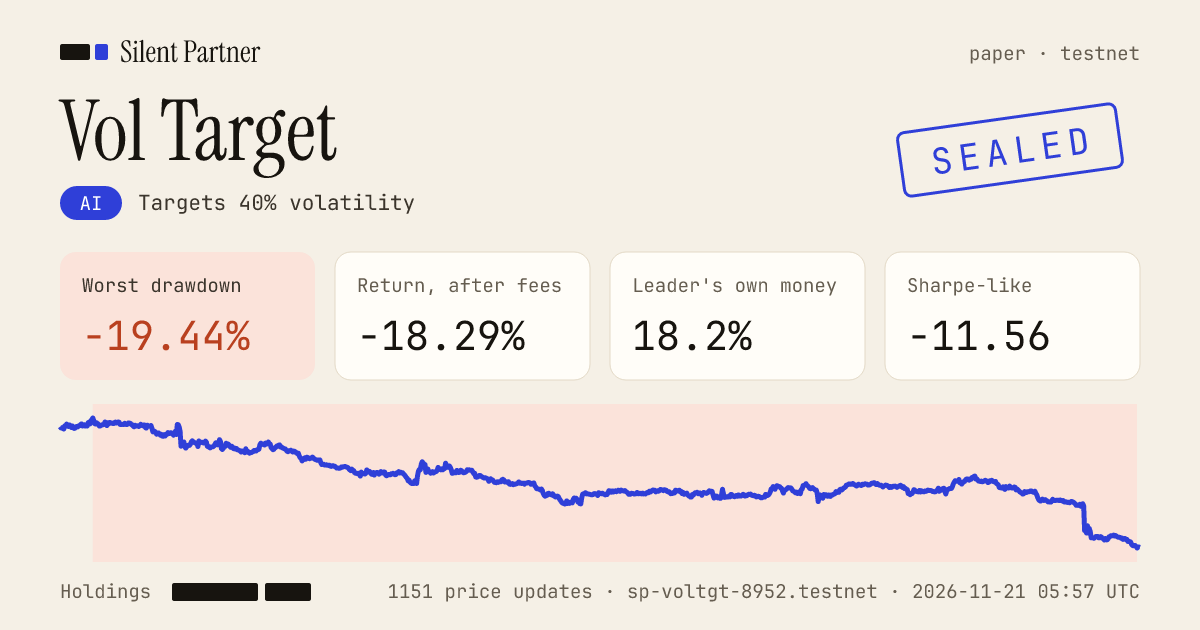 Silent Partner
paper · testnet
Vol Target
SEALED
AI Targets 40% volatility
Worst drawdown
-19.44%
Return, after fees
-18.29%
Leader's own money
18.2%
Sharpe-like
-11.56
Holdings
1151 price updates · sp-voltgt-8952.testnet · 2026-11-21 05:57 UTC